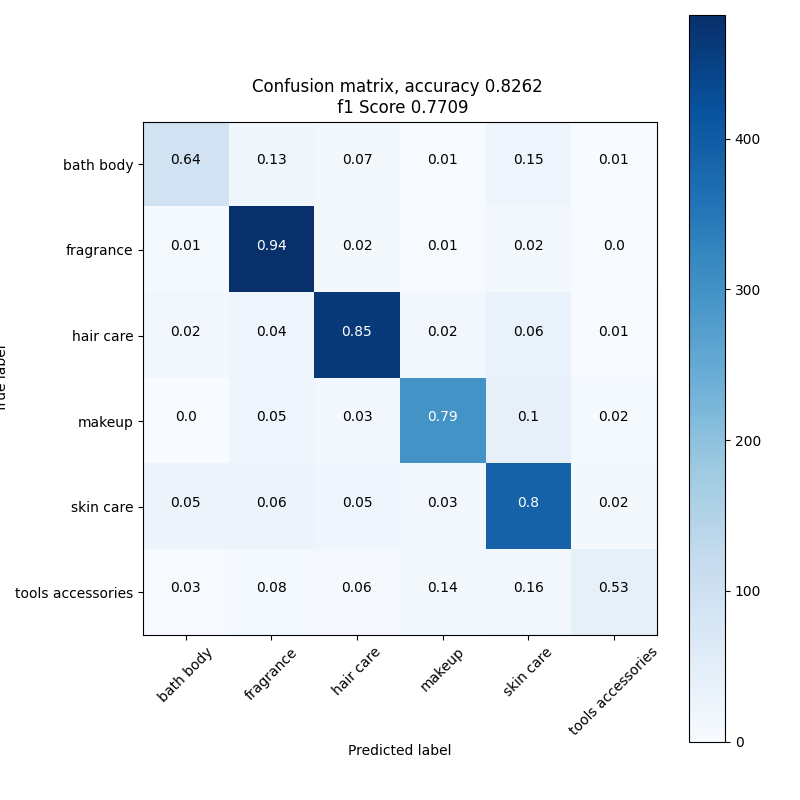 Confusion matrix, accuracy 0.8262
f1 Score 0.7709
bath body 0.64 0.13 0.07 0.01 0.15 0.01
fragrance 0.01 0.94 0.02 0.01 0.02 0.0
hair care 0.02 0.04 0.85 0.02 0.06 0.01
makeup 0.0 0.05 0.03 0.79 0.1 0.02
skin care 0.05 0.06 0.05 0.03 0.8 0.02
tools accessories 0.03 0.08 0.06 0.14 0.16 0.53
bath body fragrance hair care makeup skin care tools accessories
Predicted label
label
400
300
200
100
0